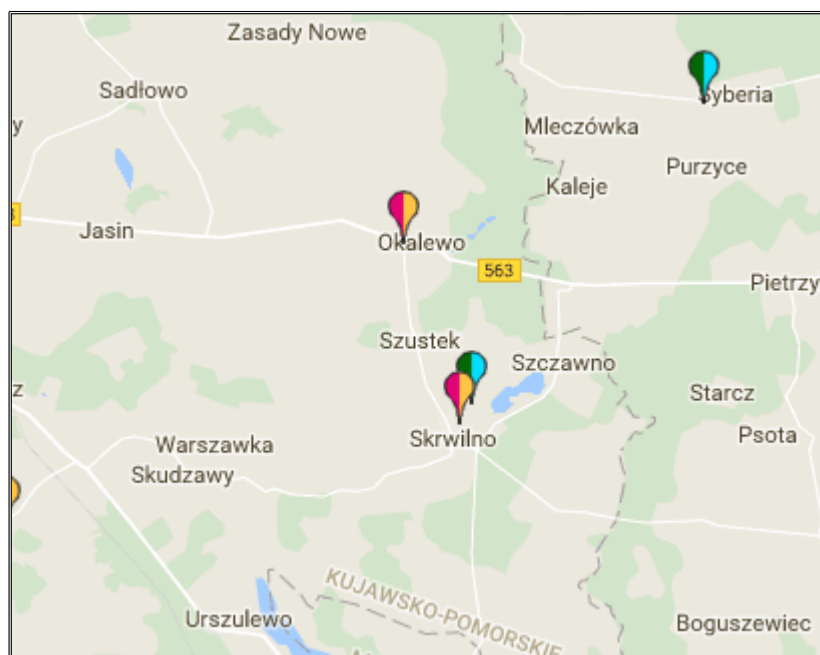 Zasady Nowe
Sadłowo
Syberia
y
Mleczówka
Purzyce
Kaleje
Jasin
Okalewo
563
Pietrzy
Szustek
Szczawno
z
Starcz
Skrwilno
Psota
Warszawka
Skudzawy
KUJAWSKO-POMORSKIE
Urszulewo
Boguszewiec